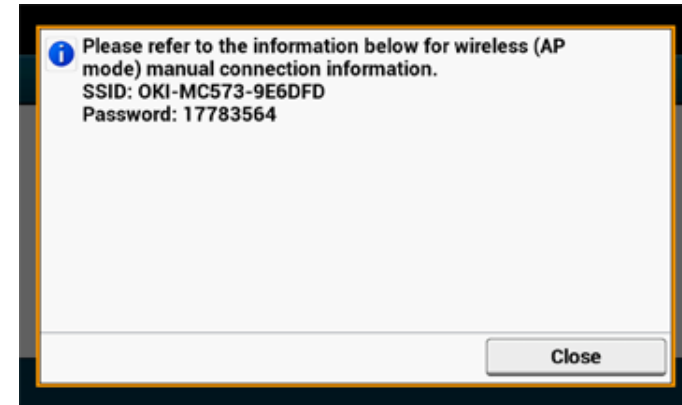 Please refer to the information below for wireless (AP
mode) manual connection information.
SSID: OKI-MC573-9E6DFD
Password: 17783564
Close